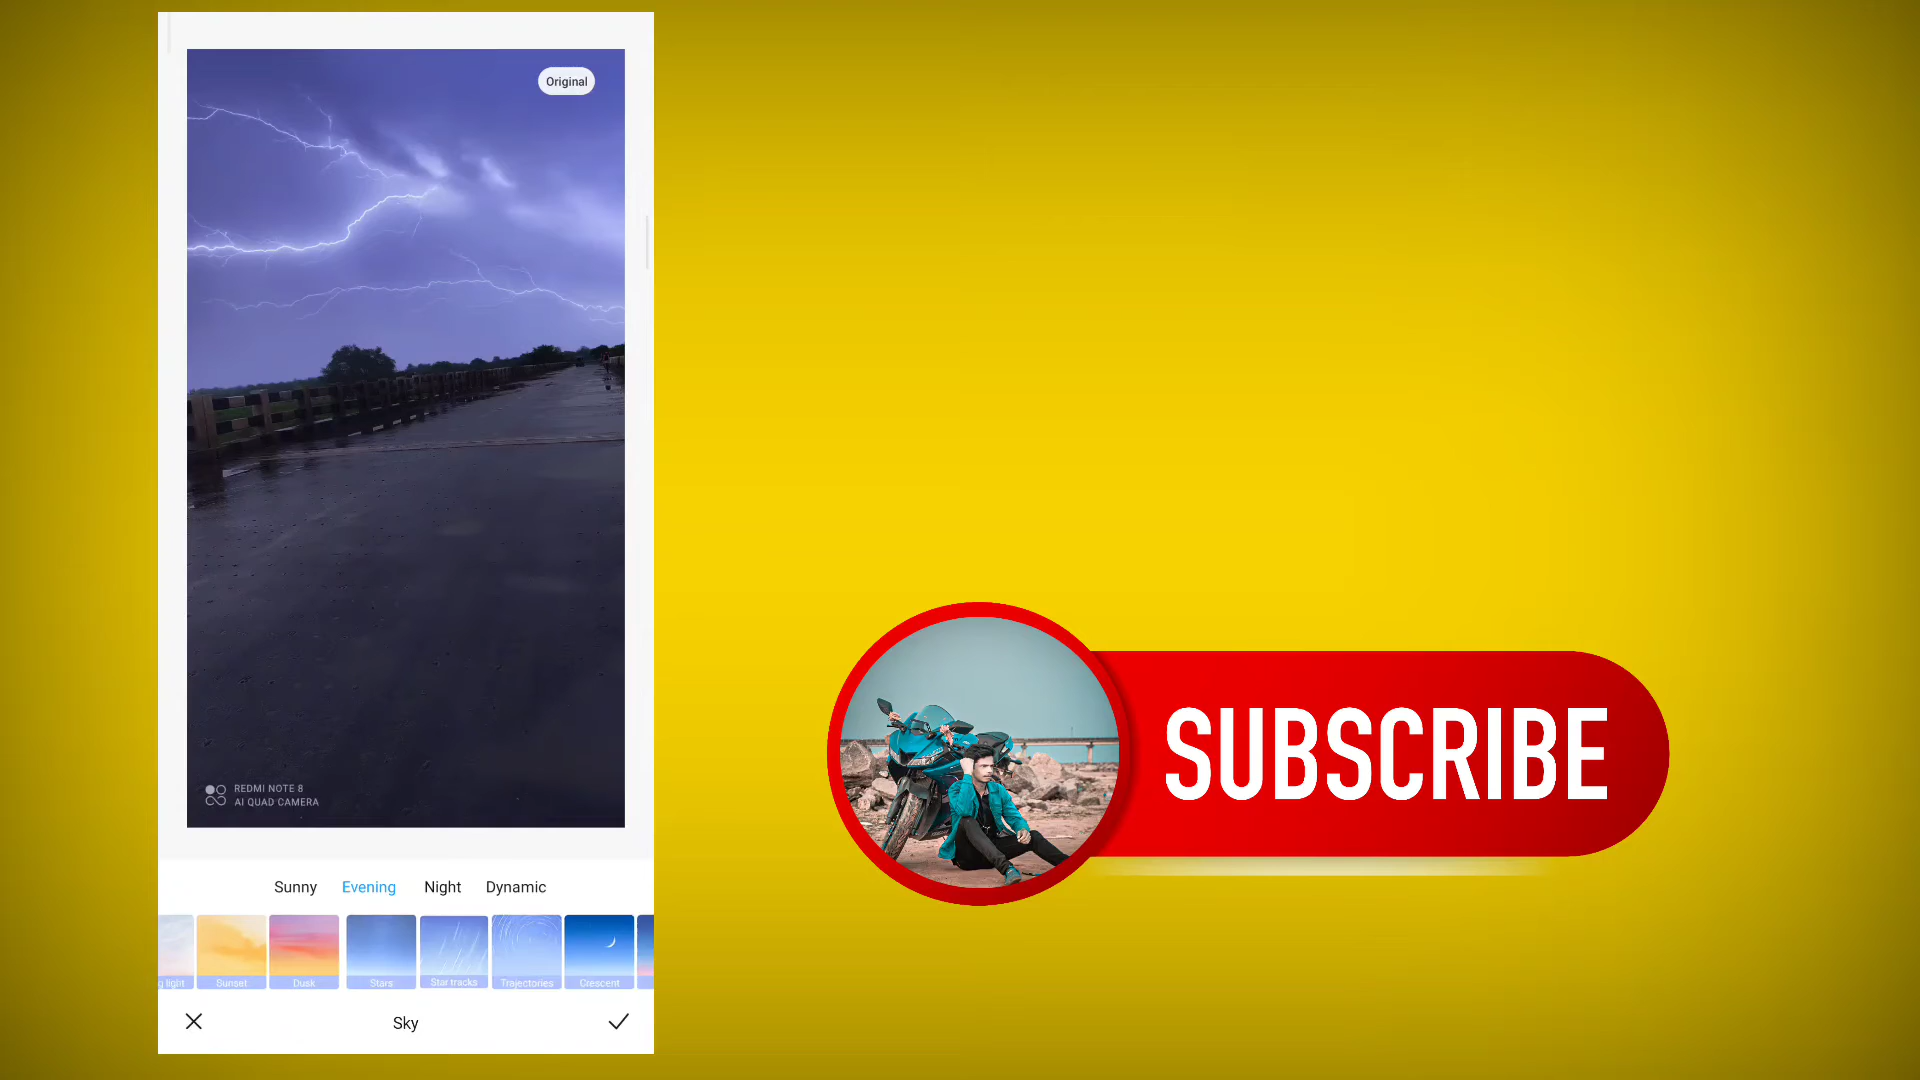 Original
REDMI NOTE 8
AI QUAD CAMERA
Sunny Evening Night Dynamic
g light Sunset Dusk Stars Star tracks Trajectories Crescent
Sky
SUBSCRIBE